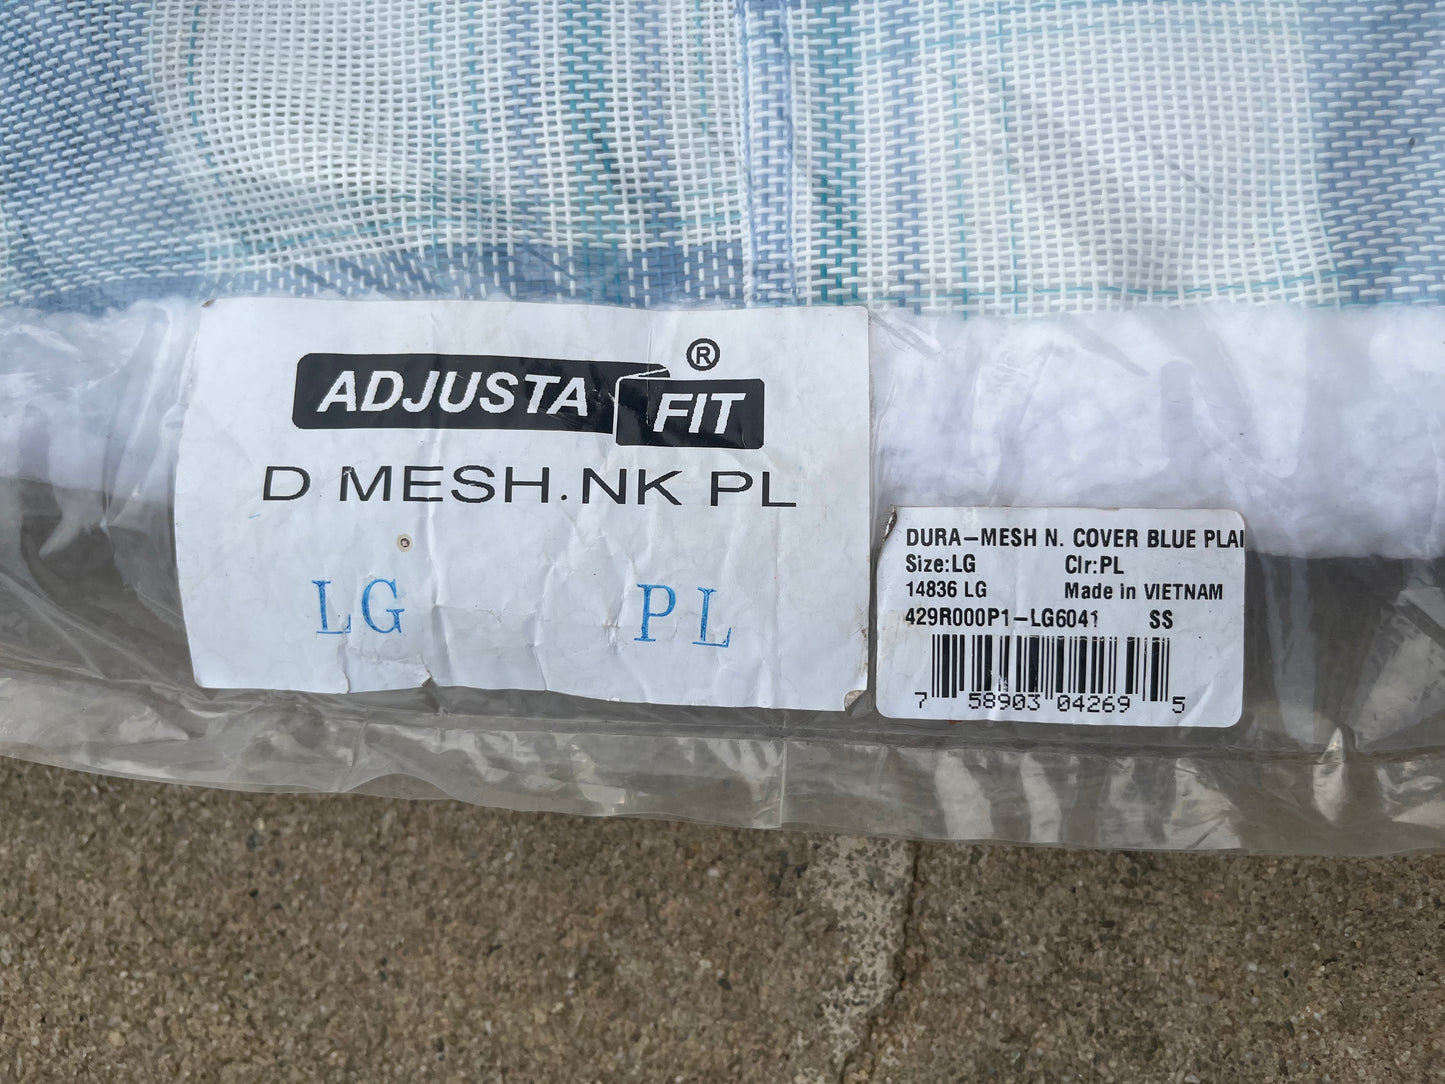 ADJUSTA FIT®
D MESH.NK PL
LG PL
DURA-MESH N. COVER BLUE PLAI
Size:LG Clr:PL
14836 LG Made in VIETNAM
429R000P1-LG6041 SS
7 58903 04269 5